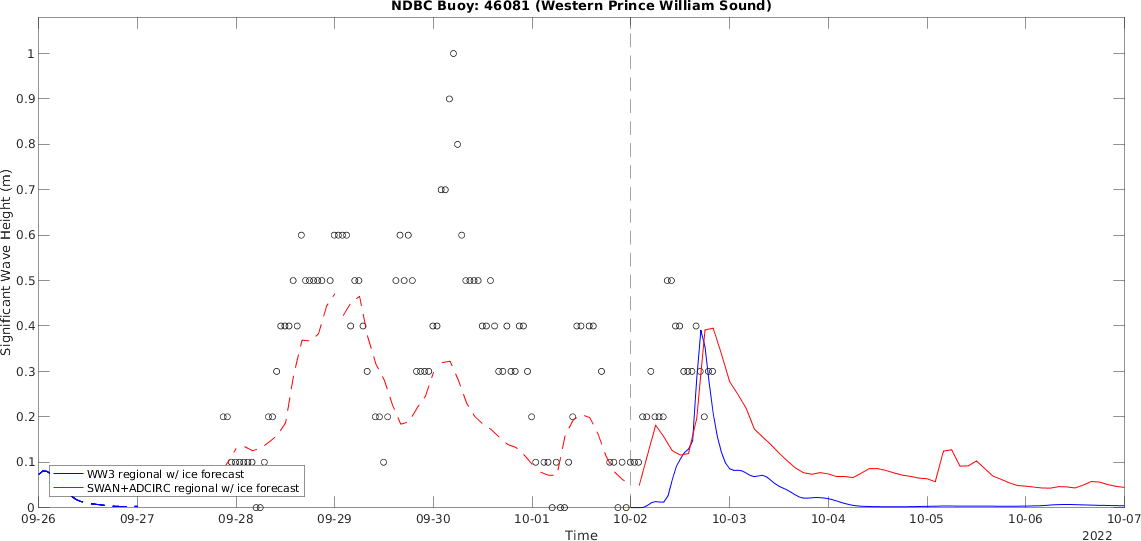 NDBC Buoy: 46081 (Western Prince William Sound)
1
0.9
0.8
0.7
0.6
0.5
0.4
0.3
0.2
0.1
0
Significant Wave Height (m)
WW3 regional w/ ice forecast
SWAN+ADCIRC regional w/ ice forecast
09-26 09-27 09-28 09-29 09-30 10-01 10-02 10-03 10-04 10-05 10-06 10-07
Time
2022